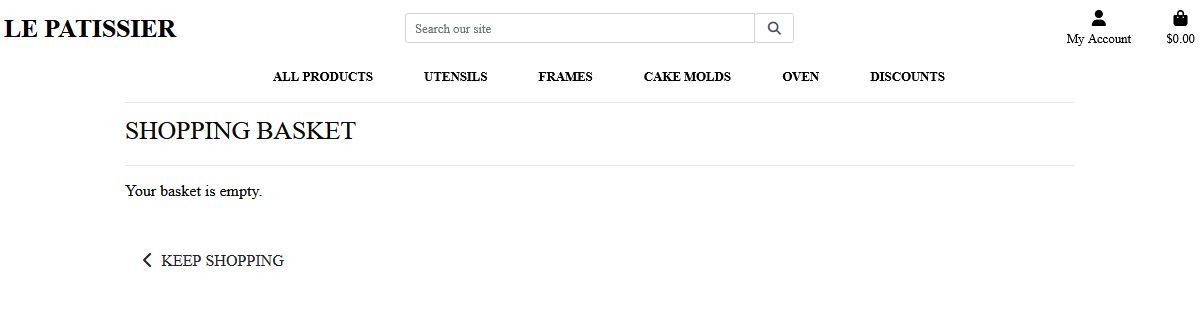 LE PATISSIER
Search our site
My Account
$0.00
ALL PRODUCTS UTENSILS FRAMES CAKE MOLDS OVEN DISCOUNTS
SHOPPING BASKET
Your basket is empty.
KEEP SHOPPING